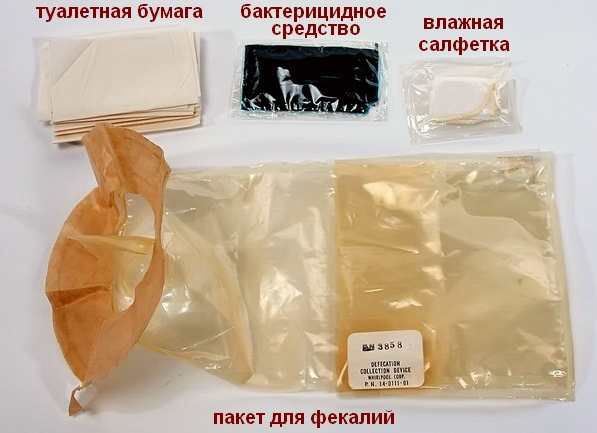 туалетная бумага
бактерицидное
средство
влажная
салфетка
SN 3858
DEFECATION
COLLECTION DEVICE
WHIRLPOOL CORP.
P. N. 14-0111-01
пакет для фекалий